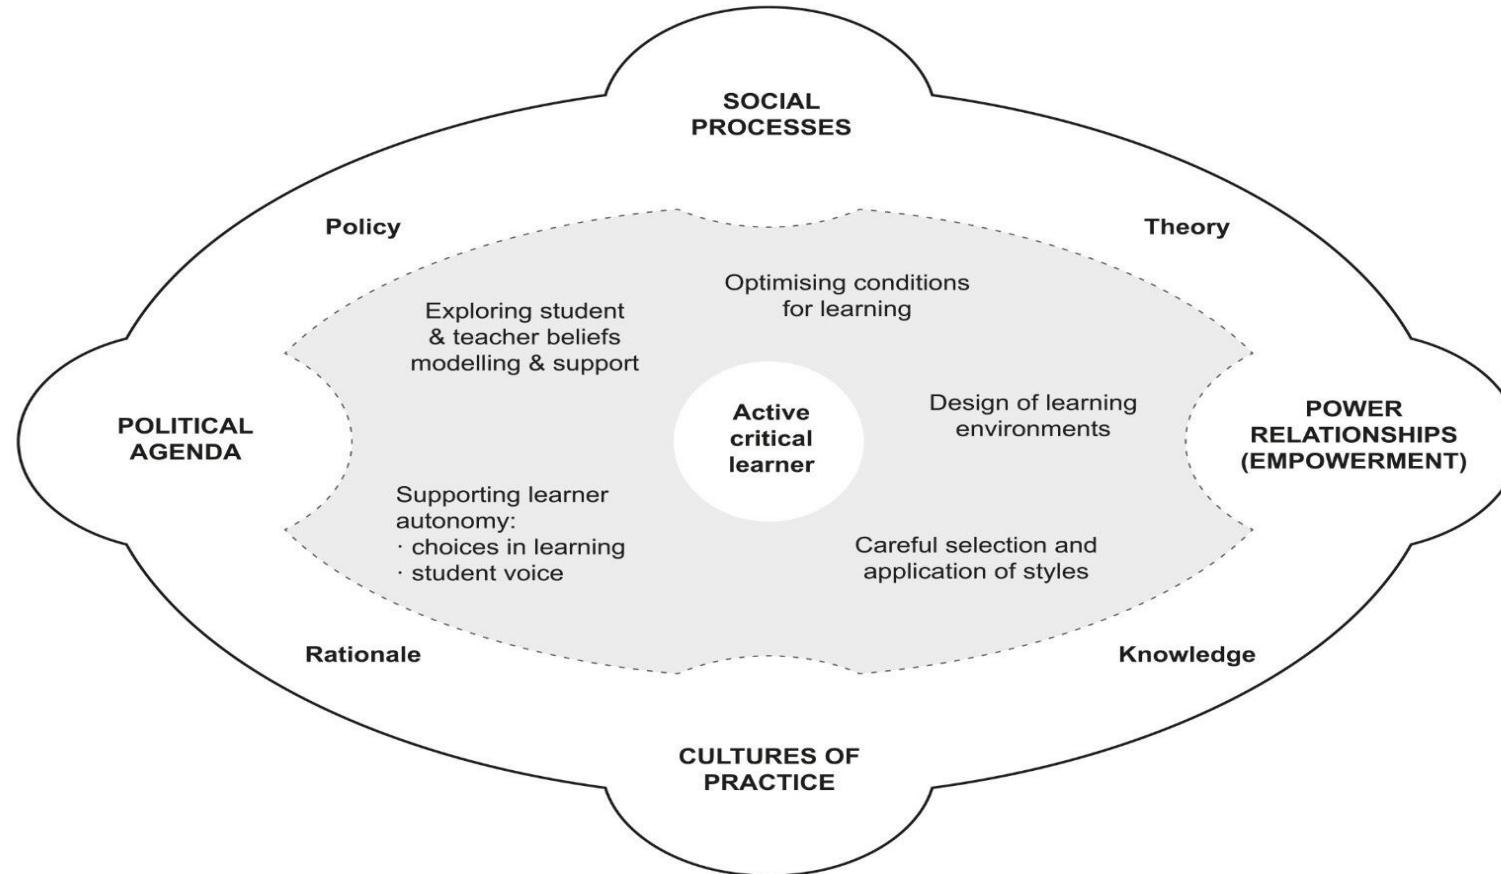 SOCIAL
PROCESSES
Policy
Theory
Optimising conditions
for learning
Exploring student
& teacher beliefs
modelling & support
Active
critical
learner
Design of learning
environments
POLITICAL
AGENDA
POWER
RELATIONSHIPS
(EMPOWERMENT)
Supporting learner
autonomy:
· choices in learning
· student voice
Careful selection and
application of styles
Rationale
Knowledge
CULTURES OF
PRACTICE